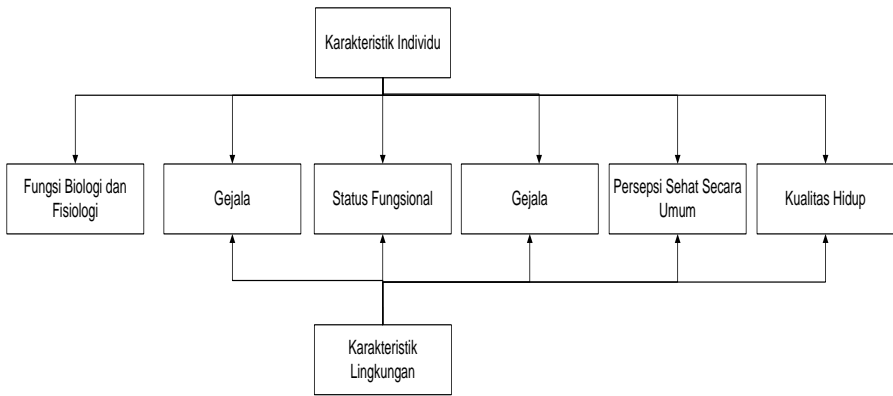 Karakteristik Individu
Fungsi Biologi dan
Fisiologi
Gejala
Status Fungsional
Gejala
Persepsi Sehat Secara
Umum
Kualitas Hidup
Karakteristik
Lingkungan